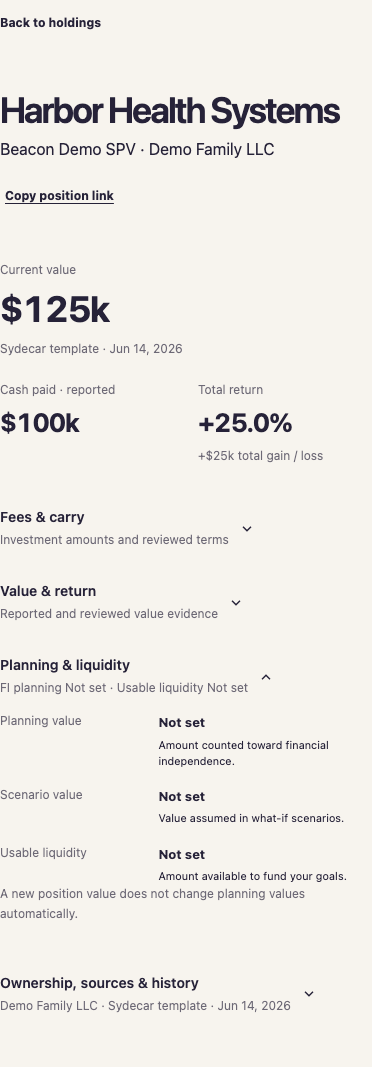 Back to holdings
Harbor Health Systems
Beacon Demo SPV · Demo Family LLC
Copy position link
Current value
$125k
Sydecar template · Jun 14, 2026
Cash paid · reported
Total return
$100k
+25.0%
+$25k total gain / loss
Fees & carry
Investment amounts and reviewed terms
Value & return
Reported and reviewed value evidence
Planning & liquidity
FI planning Not set · Usable liquidity Not set
Planning value
Not set
Amount counted toward financial
independence.
Scenario value
Not set
Value assumed in what-if scenarios.
Usable liquidity
Not set
Amount available to fund your goals.
A new position value does not change planning values
automatically.
Ownership, sources & history
Demo Family LLC · Sydecar template · Jun 14, 2026